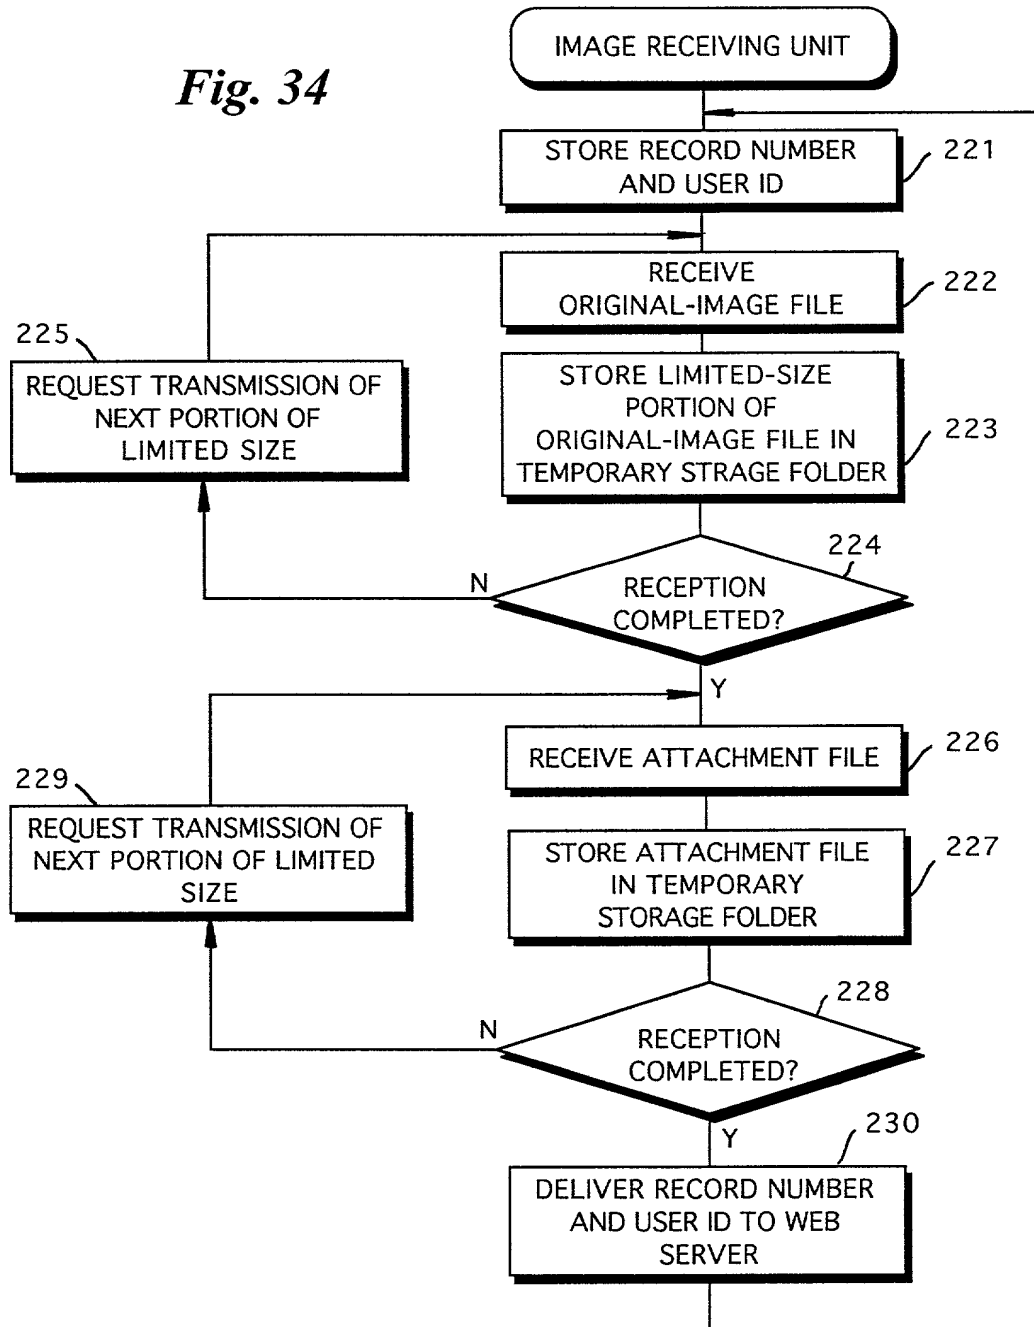 Fig. 34
IMAGE RECEIVING UNIT
STORE RECORD NUMBER
AND USER ID
221
RECEIVE
ORIGINAL-IMAGE FILE
222
225
REQUEST TRANSMISSION OF
NEXT PORTION OF
LIMITED SIZE
STORE LIMITED-SIZE
PORTION OF
ORIGINAL-IMAGE FILE IN
TEMPORARY STRAGE FOLDER
223
224
N
RECEPTION
COMPLETED?
Y
RECEIVE ATTACHMENT FILE
226
229
REQUEST TRANSMISSION OF
NEXT PORTION OF LIMITED
SIZE
STORE ATTACHMENT FILE
IN TEMPORARY
STORAGE FOLDER
227
228
N
RECEPTION
COMPLETED?
Y
230
DELIVER RECORD NUMBER
AND USER ID TO WEB
SERVER